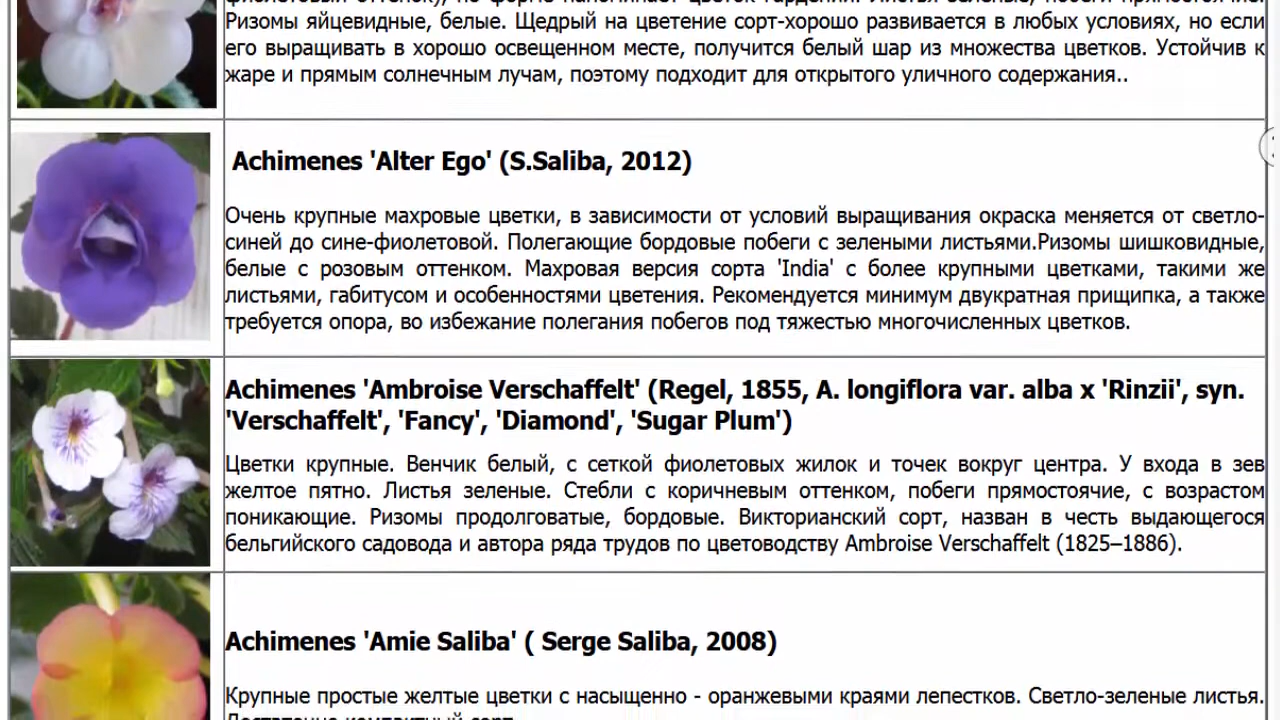 Ризомы яйцевидные, белые. Щедрый на цветение сорт-хорошо развивается в любых условиях, но если
его выращивать в хорошо освещенном месте, получится белый шар из множества цветков. Устойчив к
жаре и прямым солнечным лучам, поэтому подходит для открытого уличного содержания..
Achimenes 'Alter Ego' (S.Saliba, 2012)
Очень крупные махровые цветки, в зависимости от условий выращивания окраска меняется от светло-
синей до сине-фиолетовой. Полегающие бордовые побеги с зелеными листьями.Ризомы шишковидные,
белые с розовым оттенком. Махровая версия сорта 'India' с более крупными цветками, такими же
листьями, габитусом и особенностями цветения. Рекомендуется минимум двукратная прищипка, а также
требуется опора, во избежание полегания побегов под тяжестью многочисленных цветков.
Achimenes 'Ambroise Verschaffelt' (Regel, 1855, A. longiflora var. alba x 'Rinzii', syn.
'Verschaffelt', 'Fancy', 'Diamond', 'Sugar Plum')
Цветки крупные. Венчик белый, с сеткой фиолетовых жилок и точек вокруг центра. У входа в зев
желтое пятно. Листья зеленые. Стебли с коричневым оттенком, побеги прямостоячие, с возрастом
поникающие. Ризомы продолговатые, бордовые. Викторианский сорт, назван в честь выдающегося
бельгийского садовода и автора ряда трудов по цветоводству Ambroise Verschaffelt (1825–1886).
Achimenes 'Amie Saliba' ( Serge Saliba, 2008)
Крупные простые желтые цветки с насыщенно - оранжевыми краями лепестков. Светло-зеленые листья.